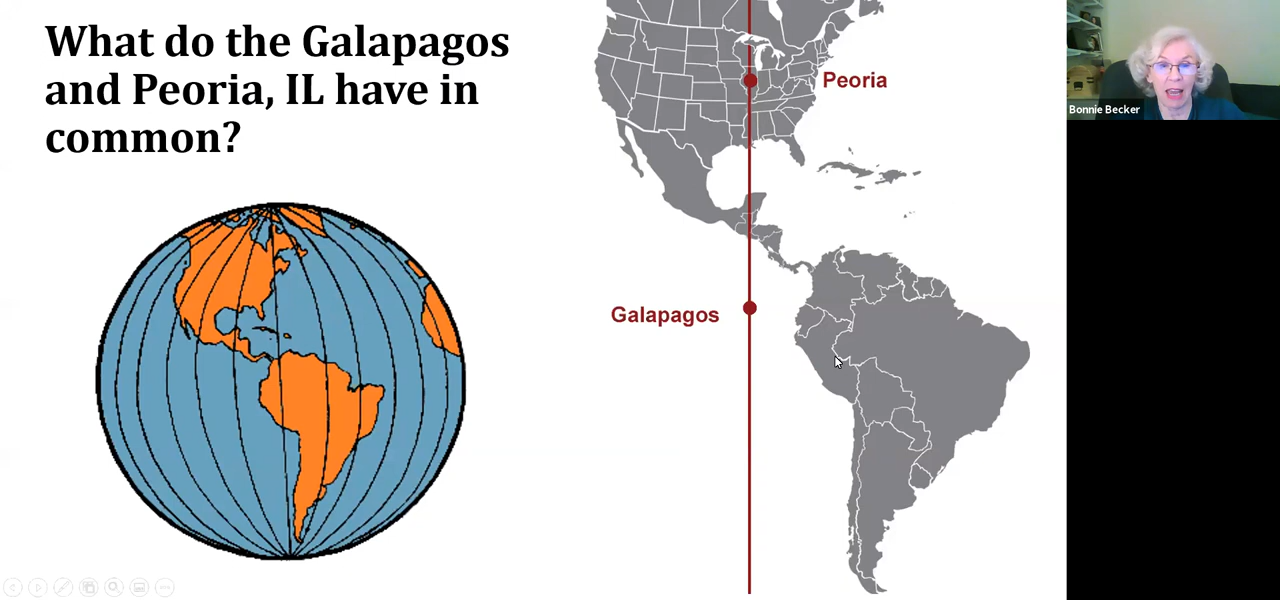 What do the Galapagos
and Peoria, IL have in
common?
Peoria
Galapagos
Bonnie Becker